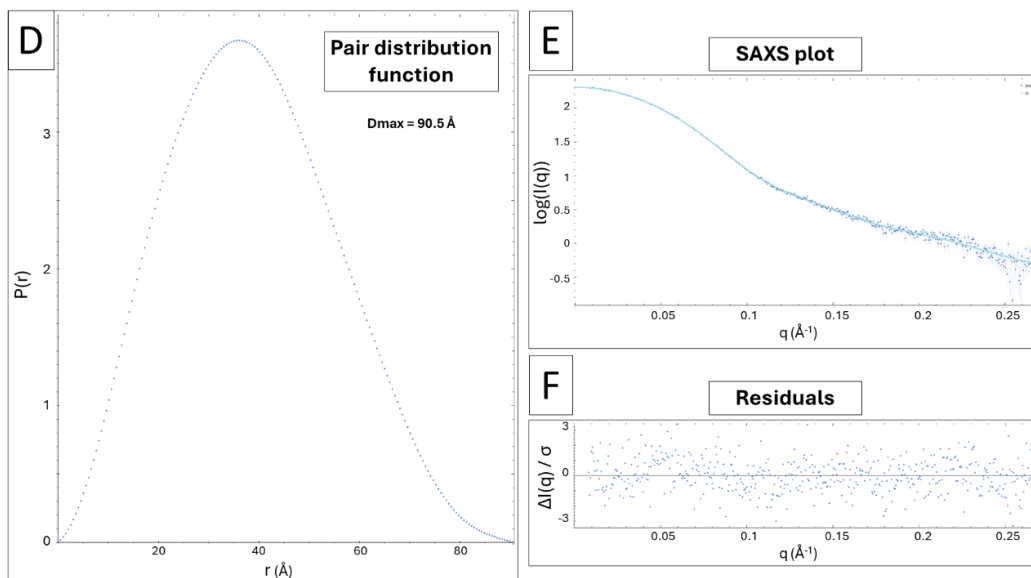 D
Pair distribution
function
Dmax = 90.5 Å
P(r)
3
2
1
0
20
40
60
80
r (Å)
E
SAXS plot
log(I(q))
2
1.5
1
0.5
0
-0.5
0.05
0.1
0.15
0.2
0.25
q (Å-1)
F
Residuals
ΔI(q) / σ
3
0
-3
0.05
0.1
0.15
0.2
0.25
q (Å-1)